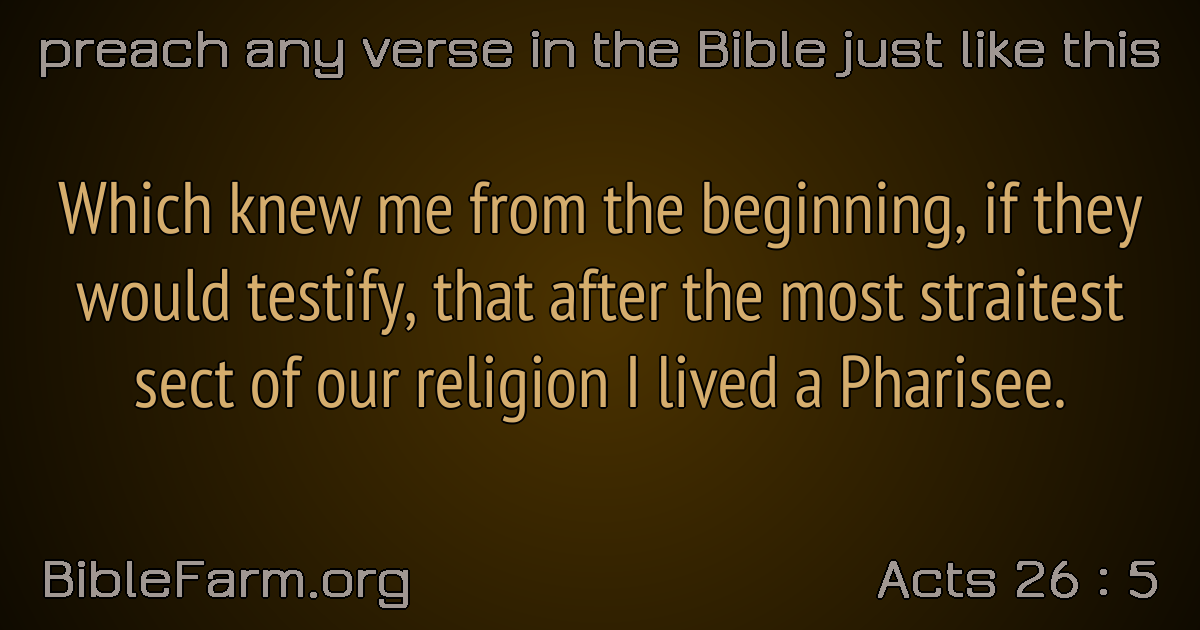 preach any verse in the Bible just like this
Which knew me from the beginning, if they
would testify, that after the most straitest
sect of our religion I lived a Pharisee.
BibleFarm.org
Acts 26 : 5